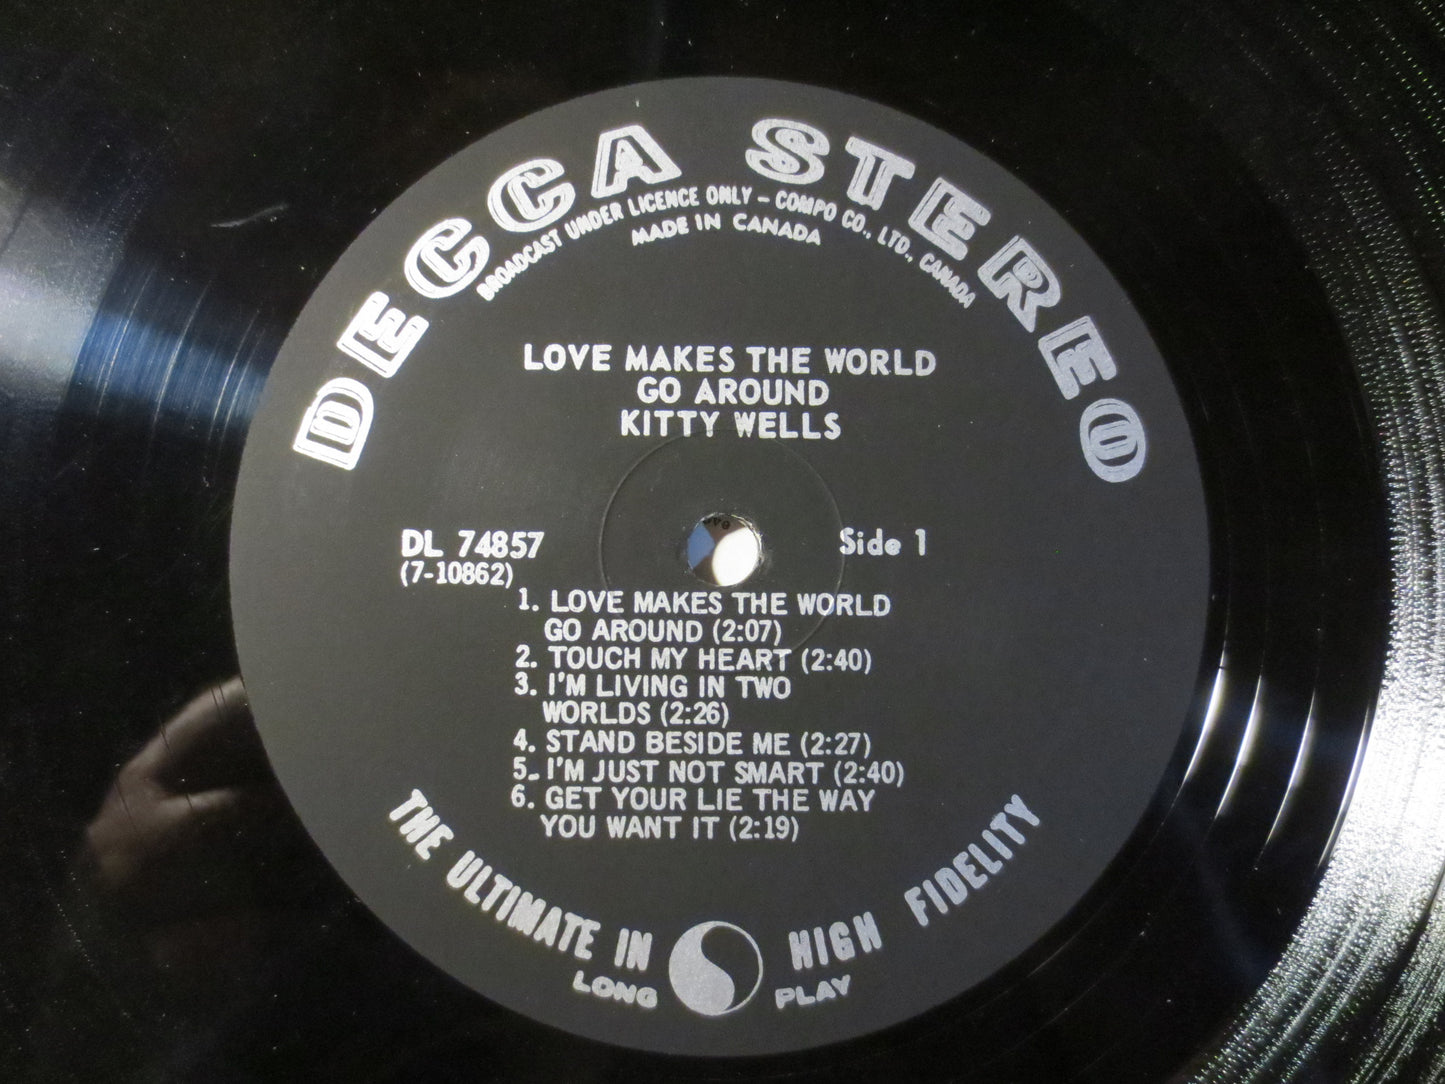 DECCA STEREO
BROADCAST UNDER LICENCE ONLY – COMPO CO., LTD., CANADA
MADE IN CANADA
LOVE MAKES THE WORLD
GO AROUND
KITTY WELLS
DL 74857
(7-10862)
Side 1
1. LOVE MAKES THE WORLD
GO AROUND (2:07)
2. TOUCH MY HEART (2:40)
3. I'M LIVING IN TWO
WORLDS (2:26)
4. STAND BESIDE ME (2:27)
5. I'M JUST NOT SMART (2:40)
6. GET YOUR LIE THE WAY
YOU WANT IT (2:19)
THE ULTIMATE IN HIGH FIDELITY
LONG PLAY